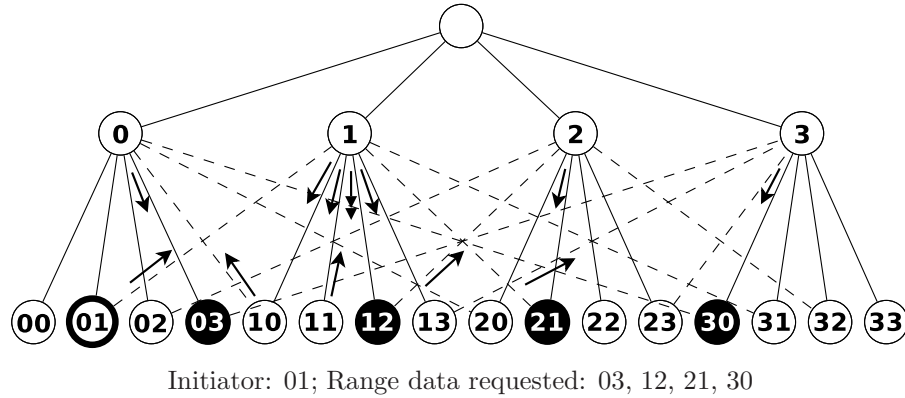 0 1 2 3
00 01 02 03 10 11 12 13 20 21 22 23 30 31 32 33
Initiator: 01; Range data requested: 03, 12, 21, 30